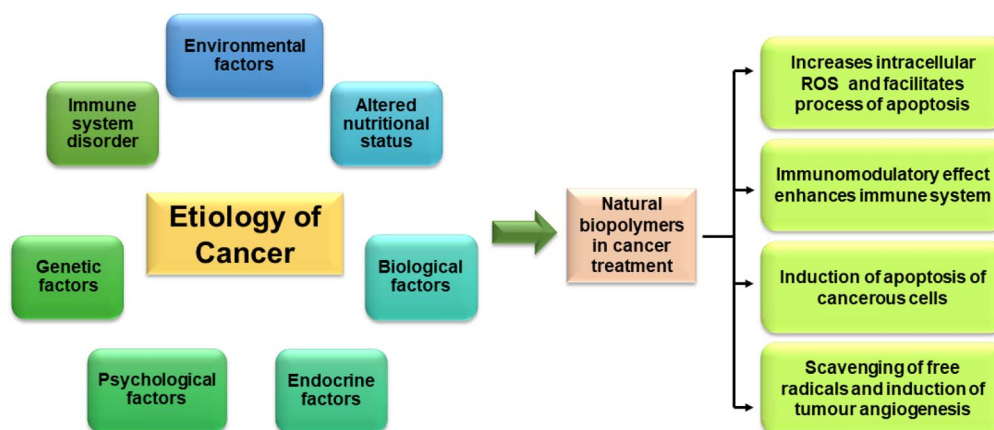 Environmental
factors
Immune
system
disorder
Altered
nutritional
status
Etiology of
Cancer
Genetic
factors
Biological
factors
Psychological
factors
Endocrine
factors
Natural
biopolymers
in cancer
treatment
Increases intracellular
ROS and facilitates
process of apoptosis
Immunomodulatory effect
enhances immune system
Induction of apoptosis of
cancerous cells
Scavenging of free
radicals and induction of
tumour angiogenesis